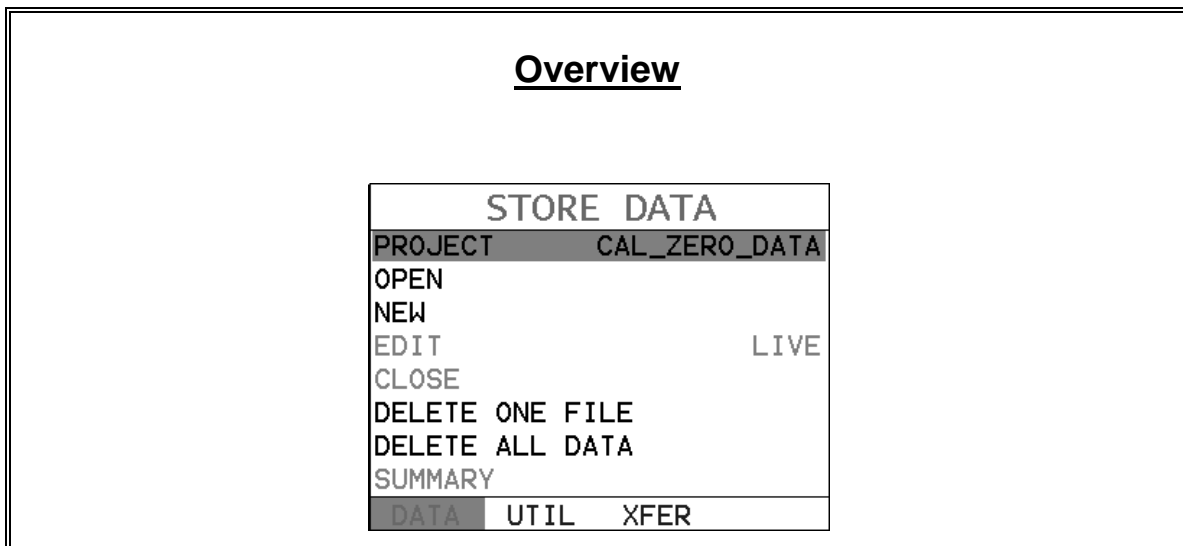 Overview
STORE DATA
PROJECT CAL_ZERO_DATA
OPEN
NEW
EDIT LIVE
CLOSE
DELETE ONE FILE
DELETE ALL DATA
SUMMARY
DATA UTIL XFER